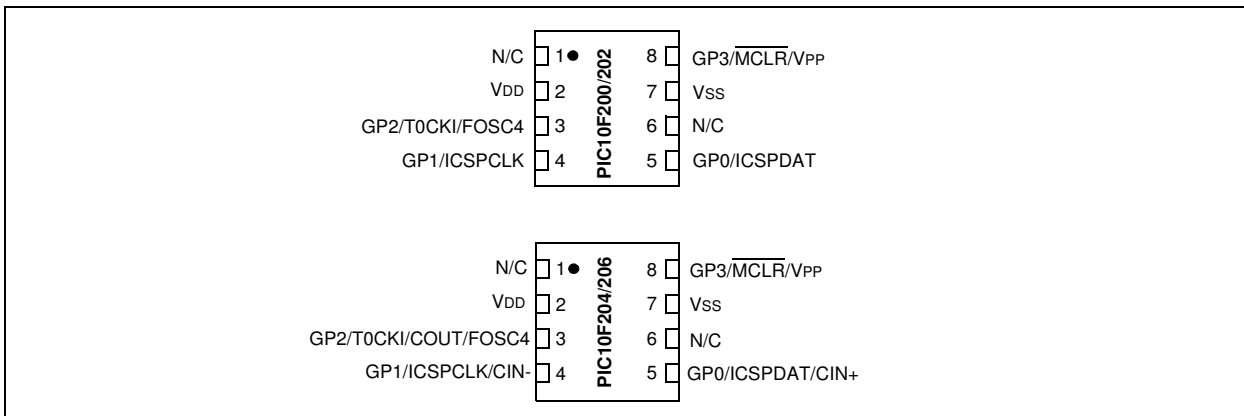 N/C 1 8 GP3/MCLR/VPP
VDD 2 7 VSS
GP2/T0CKI/FOSC4 3 6 N/C
GP1/ICSPCLK 4 5 GP0/ICSPDAT
PIC10F200/202
N/C 1 8 GP3/MCLR/VPP
VDD 2 7 VSS
GP2/T0CKI/COUT/FOSC4 3 6 N/C
GP1/ICSPCLK/CIN- 4 5 GP0/ICSPDAT/CIN+
PIC10F204/206